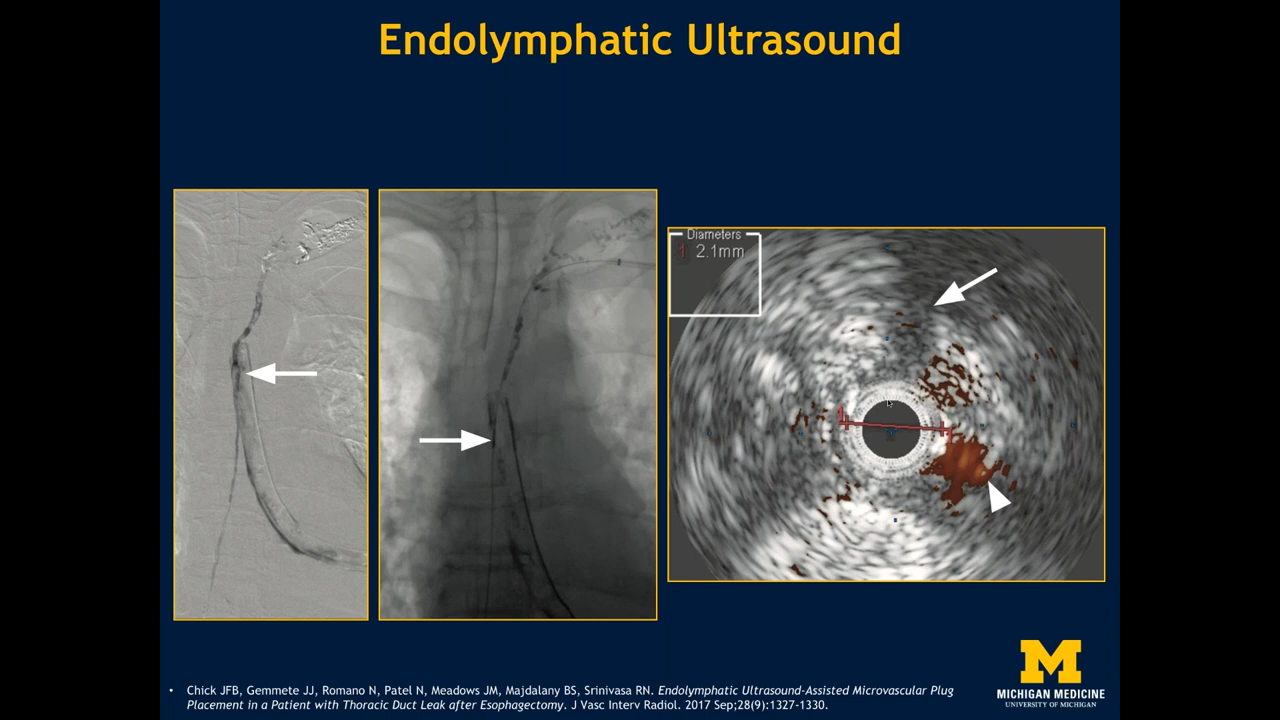 Endolymphatic Ultrasound
Diameters
1 2.1mm
M
MICHIGAN MEDICINE
UNIVERSITY OF MICHIGAN
• Chick JFB, Gemmete JJ, Romano N, Patel N, Meadows JM, Majdalany BS, Srinivasa RN. Endolymphatic Ultrasound-Assisted Microvascular Plug
Placement in a Patient with Thoracic Duct Leak after Esophagectomy. J Vasc Interv Radiol. 2017 Sep;28(9):1327-1330.